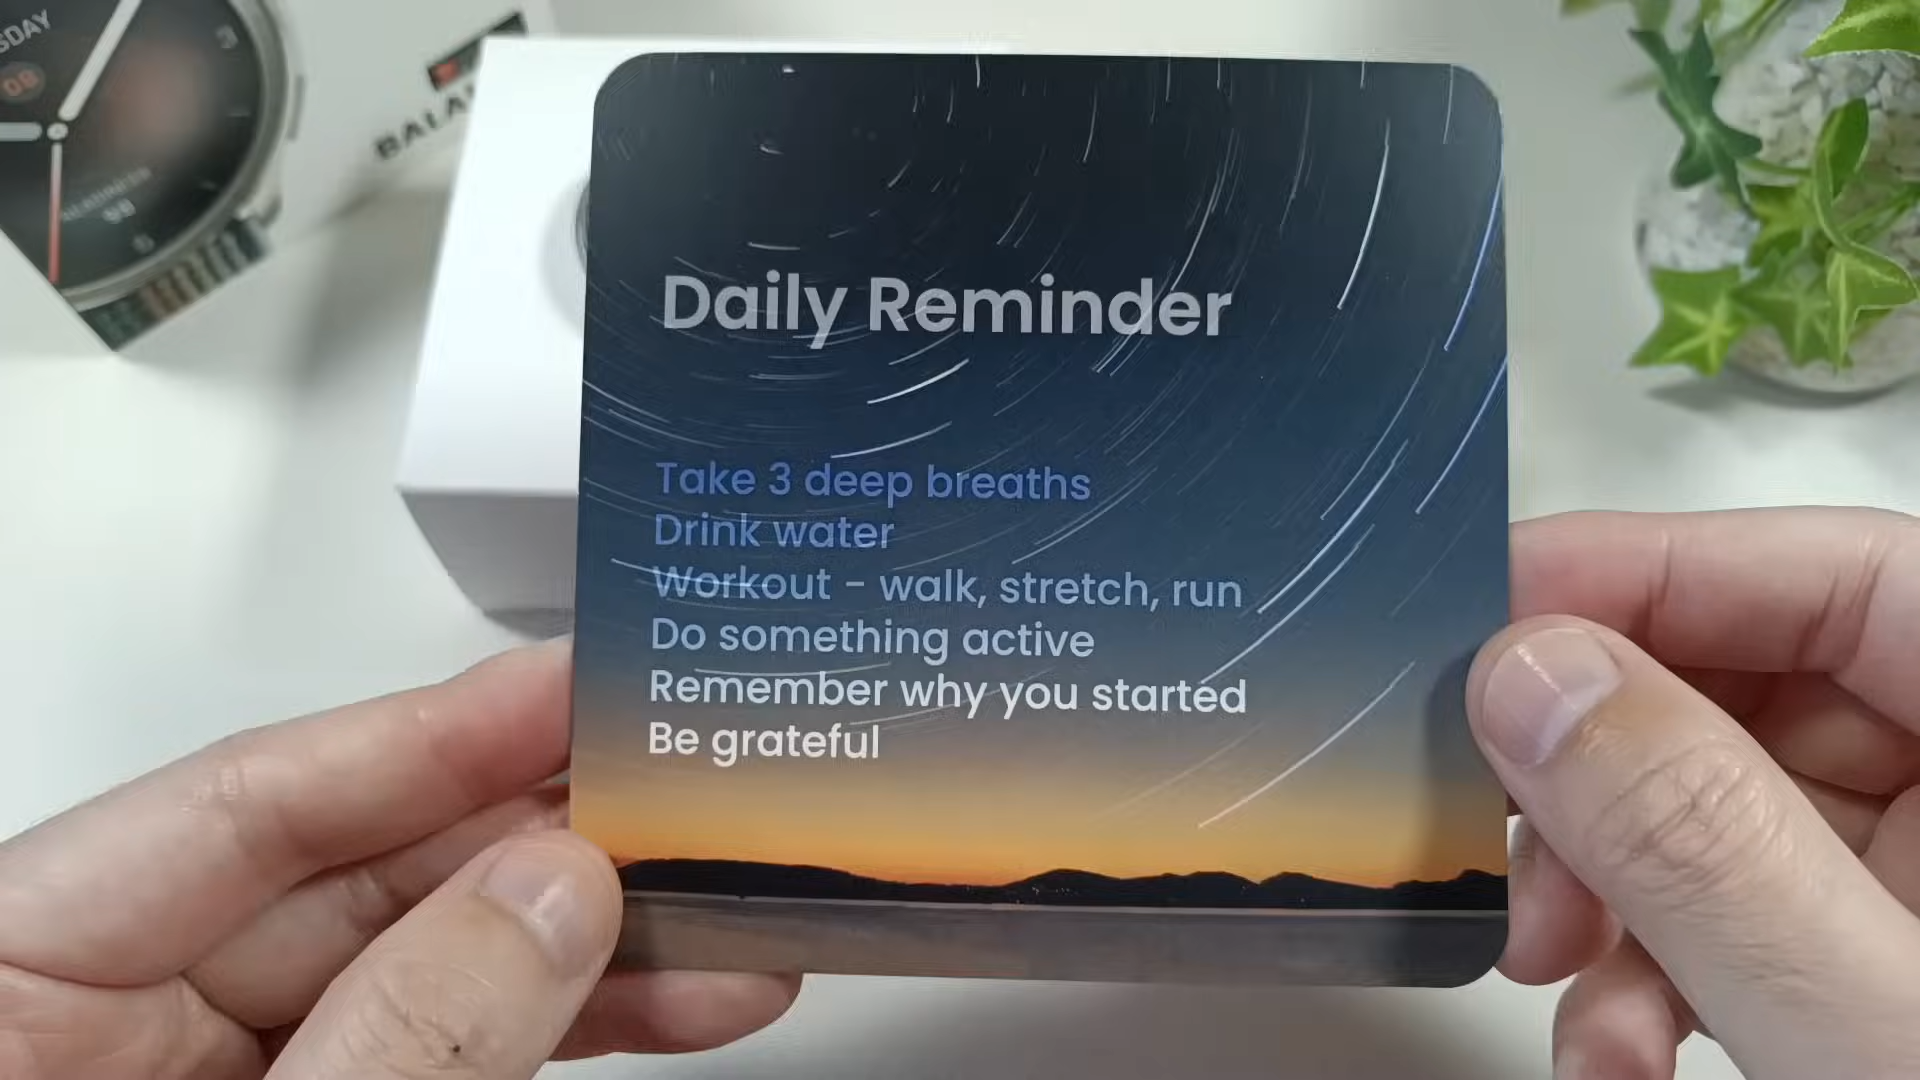 08
Daily Reminder
Take 3 deep breaths
Drink water
Workout - walk, stretch, run
Do something active
Remember why you started
Be grateful